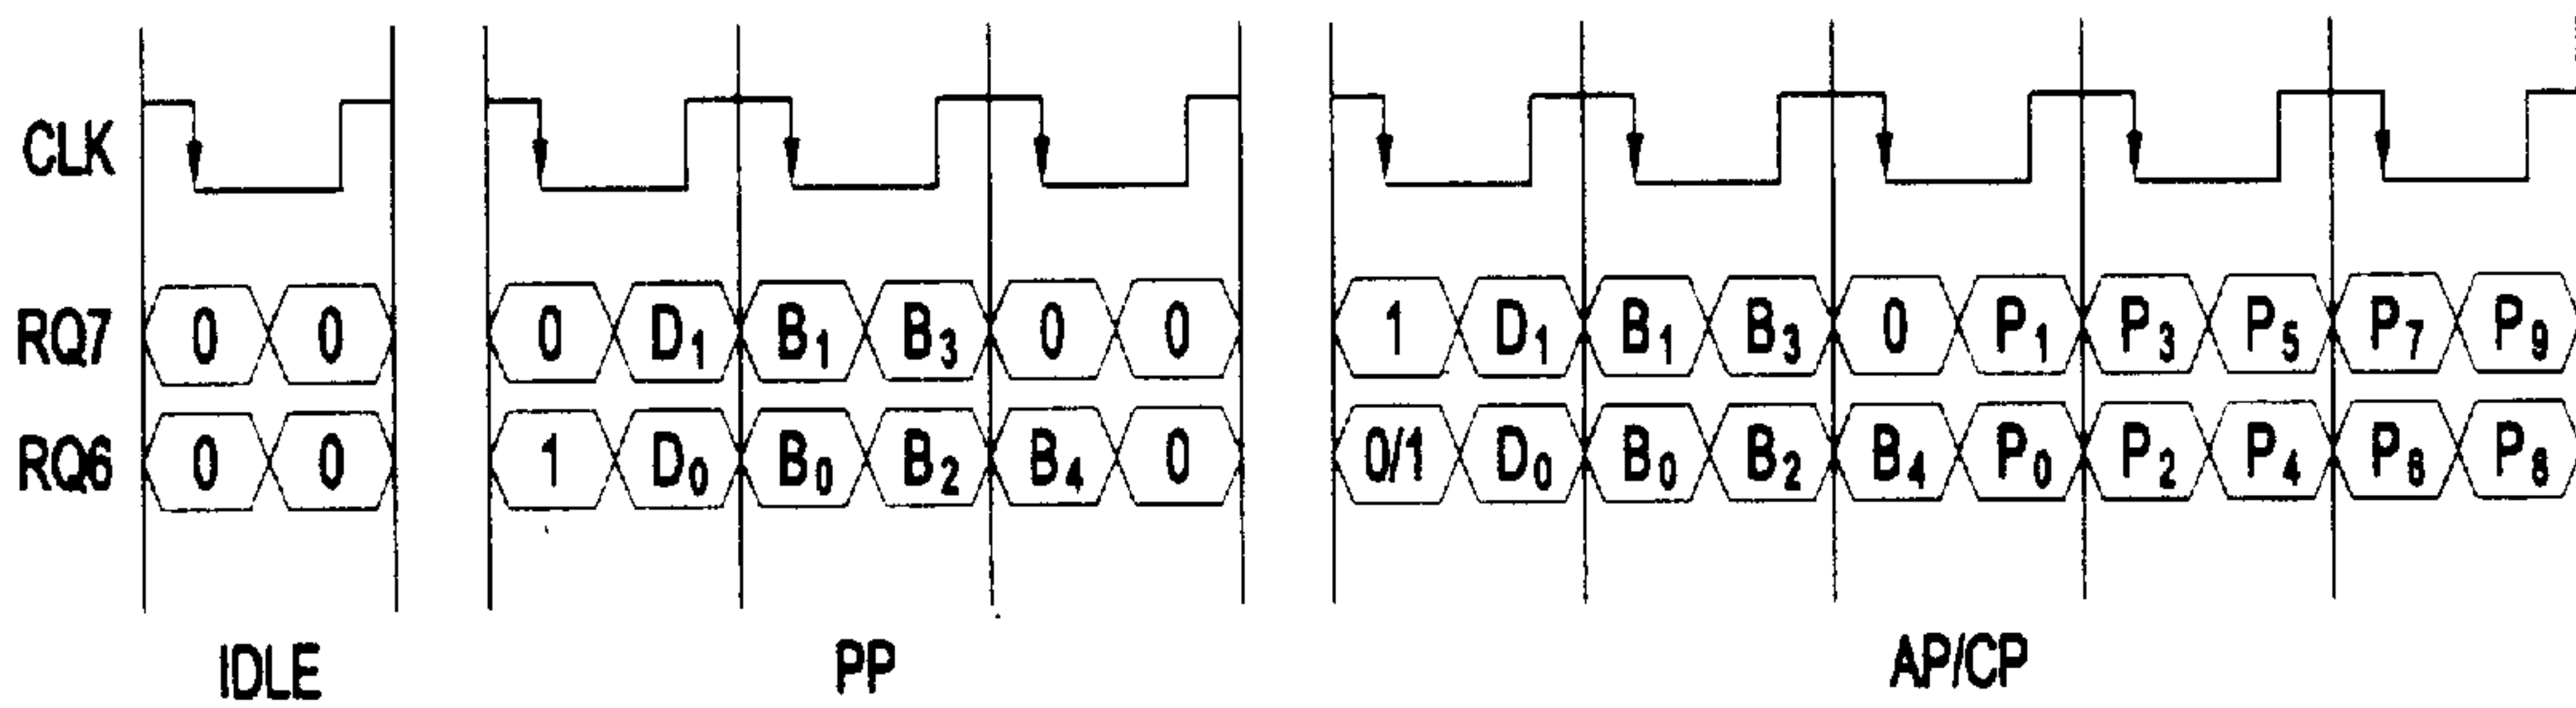 CLK
RQ7 0 0 0 D1 B1 B3 0 0 1 D1 B1 B3 0 P1 P3 P5 P7 P9
RQ6 0 0 1 D0 B0 B2 B4 0 0/1 D0 B0 B2 B4 P0 P2 P4 P8 P8
IDLE PP AP/CP